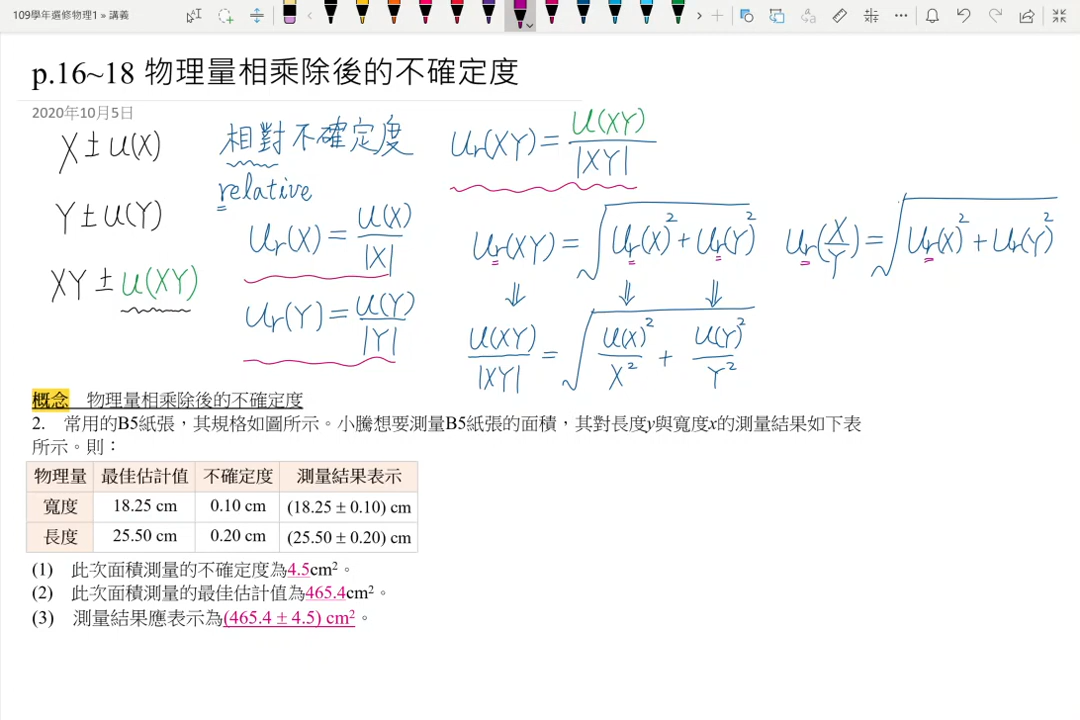 109學年選修物理1 » 講義
p.16~18 物理量相乘除後的不確定度
2020年10月5日
X ± u(X)
Y ± u(Y)
XY ± u(XY)
相對不確定度
relative
Ur(X) = U(X) / |X|
Ur(Y) = U(Y) / |Y|
Ur(XY) = U(XY) / |XY|
Ur(XY) = √(Ur(X)² + Ur(Y)²)
⇓ ⇓ ⇓
U(XY) / |XY| = √(U(X)² / X² + U(Y)² / Y²)
Ur(X/Y) = √(Ur(X)² + Ur(Y)²)
概念 物理量相乘除後的不確定度
2. 常用的B5紙張，其規格如圖所示。小騰想要測量B5紙張的面積，其對長度y與寬度x的測量結果如下表
所示。則：
物理量 最佳估計值 不確定度 測量結果表示
寬度 18.25 cm 0.10 cm (18.25 ± 0.10) cm
長度 25.50 cm 0.20 cm (25.50 ± 0.20) cm
(1) 此次面積測量的不確定度為4.5cm²。
(2) 此次面積測量的最佳估計值為465.4cm²。
(3) 測量結果應表示為(465.4 ± 4.5) cm²。